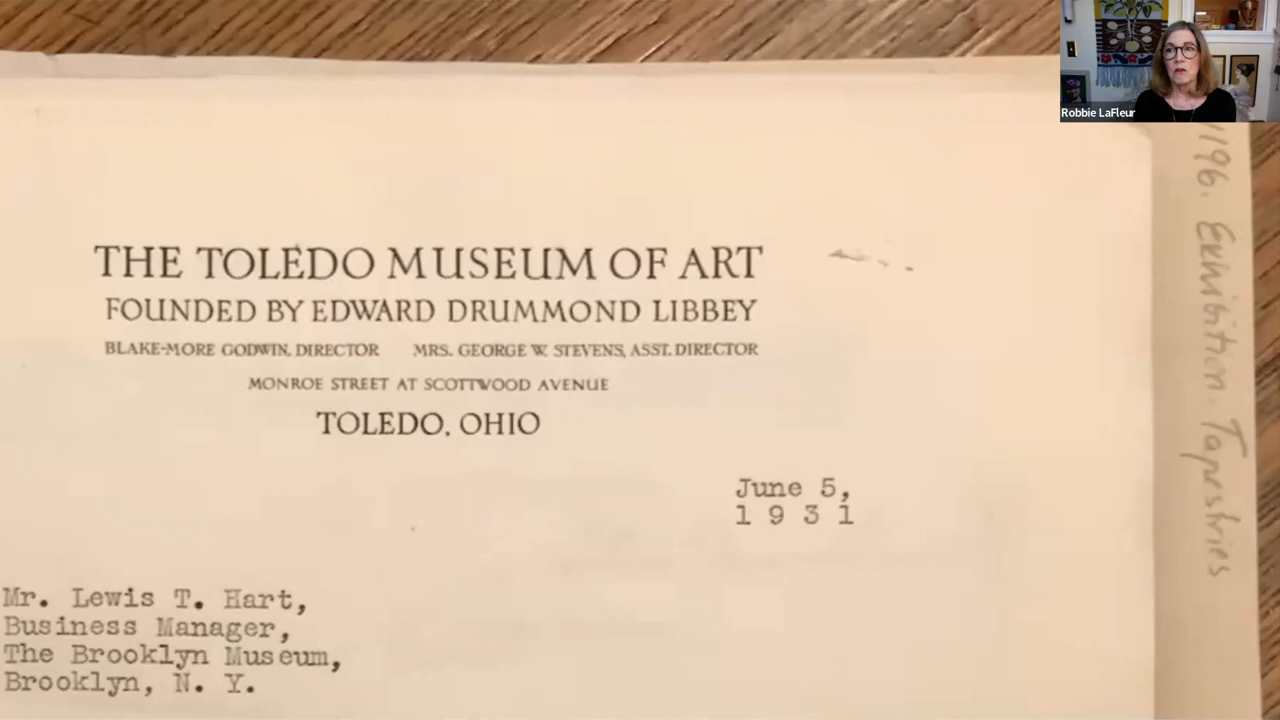 THE TOLEDO MUSEUM OF ART
FOUNDED BY EDWARD DRUMMOND LIBBEY
BLAKE-MORE GODWIN, DIRECTOR MRS. GEORGE W. STEVENS, ASST. DIRECTOR
MONROE STREET AT SCOTTWOOD AVENUE
TOLEDO, OHIO
June 5,
1 9 3 1
Mr. Lewis T. Hart,
Business Manager,
The Brooklyn Museum,
Brooklyn, N. Y.
Exhibition. Tapestries
Robbie LaFleur